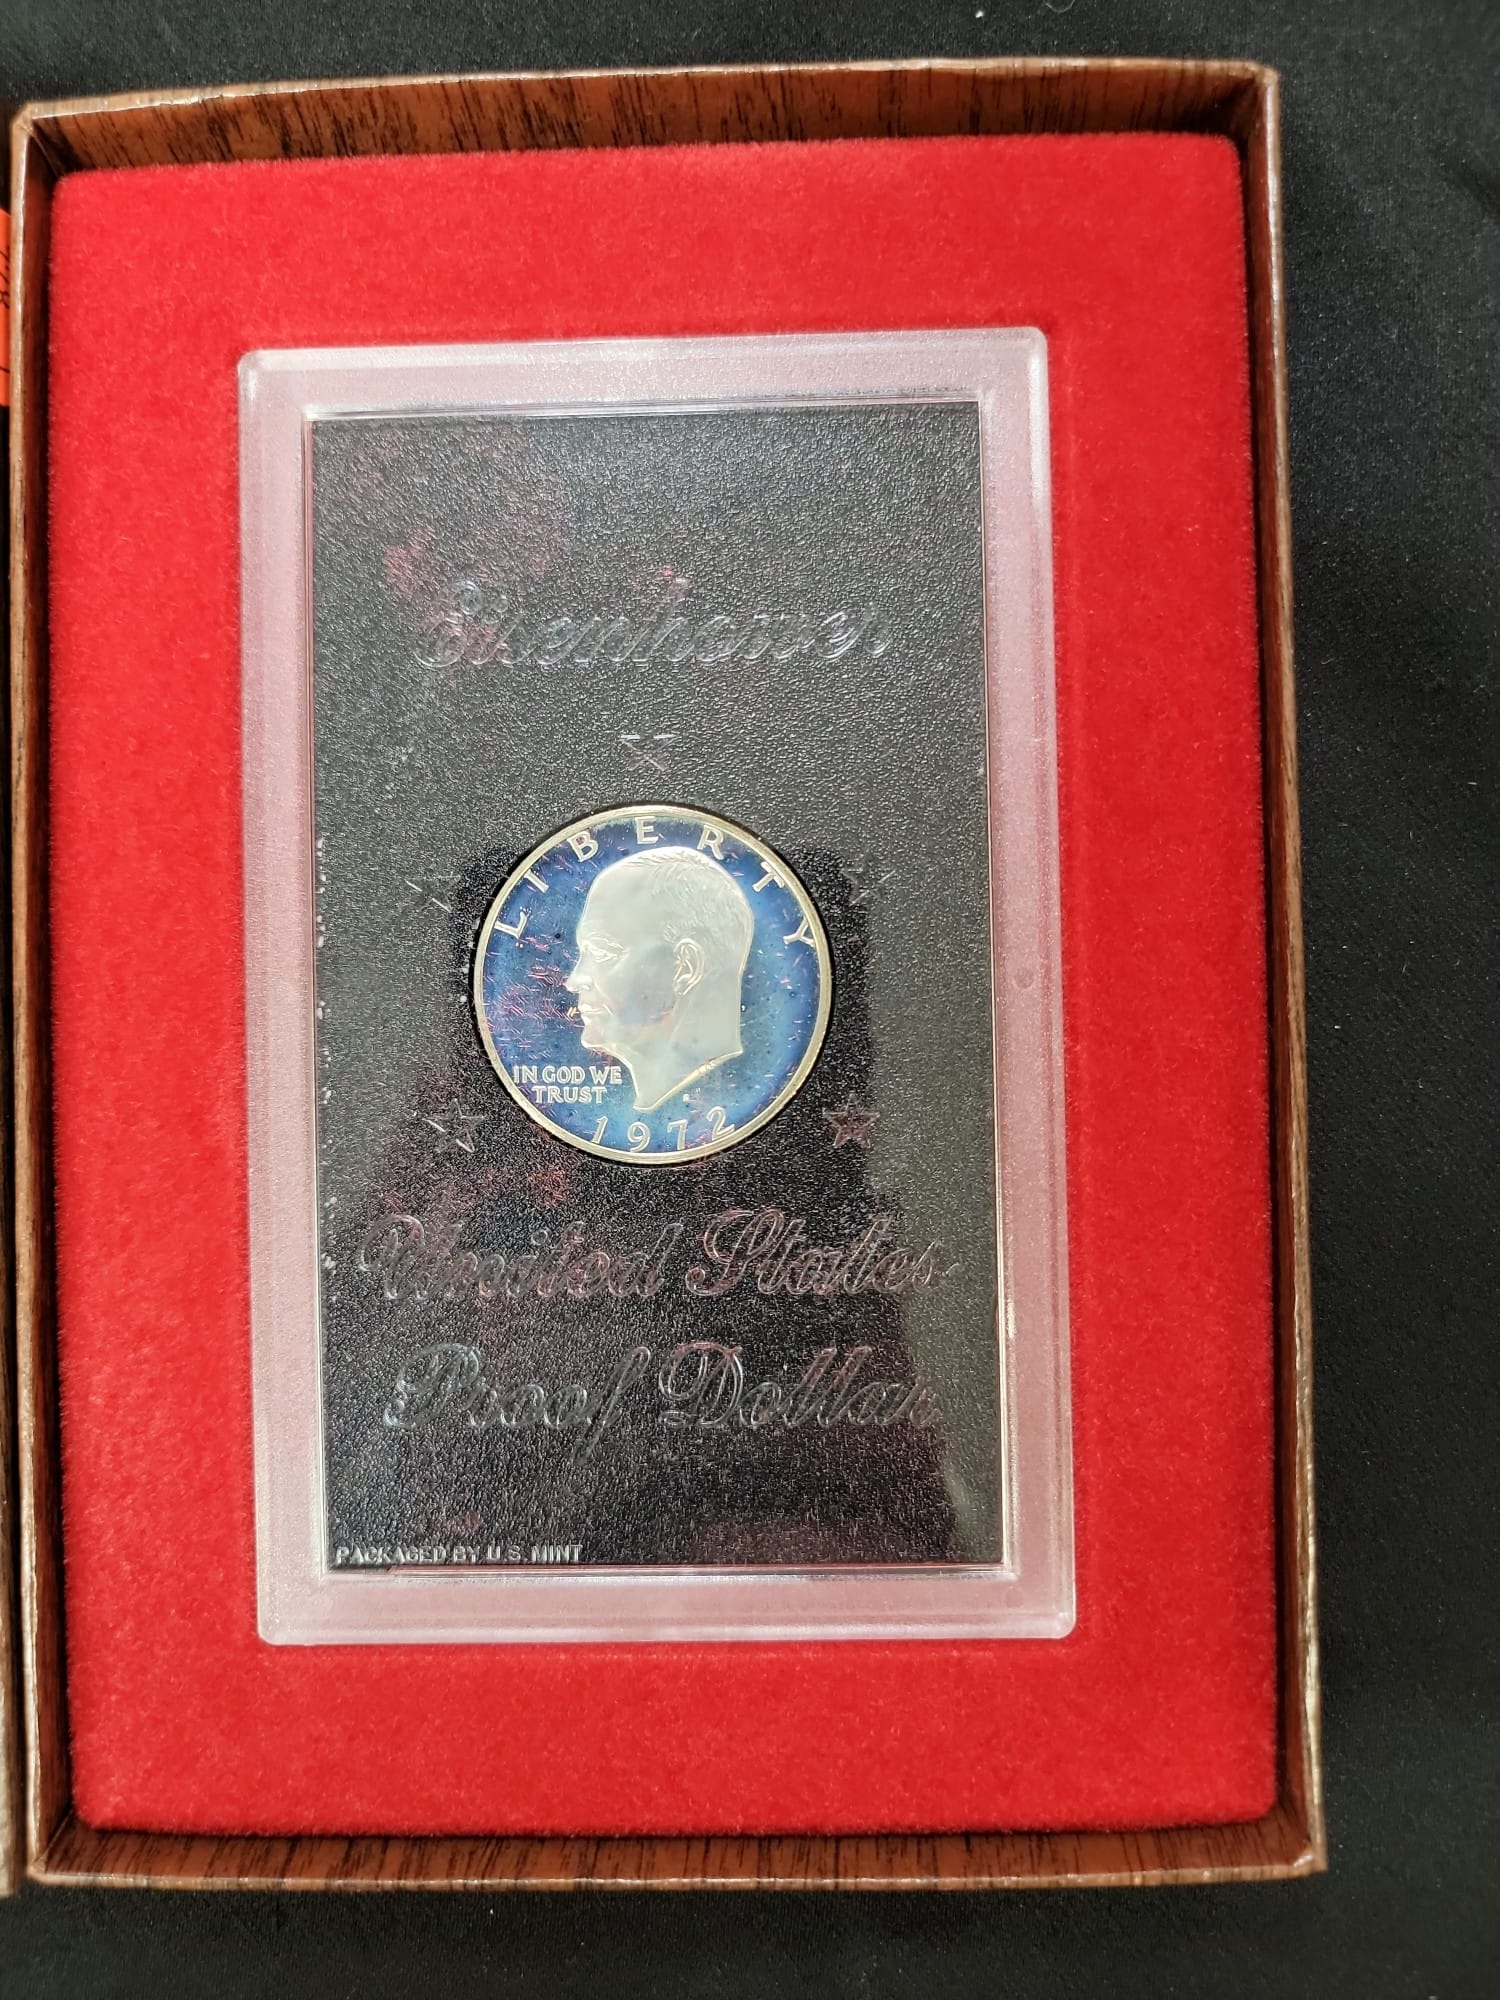 Eisenhower
LIBERTY
IN GOD WE
TRUST
1972
United States
Proof Dollar
PACKAGED BY U.S. MINT